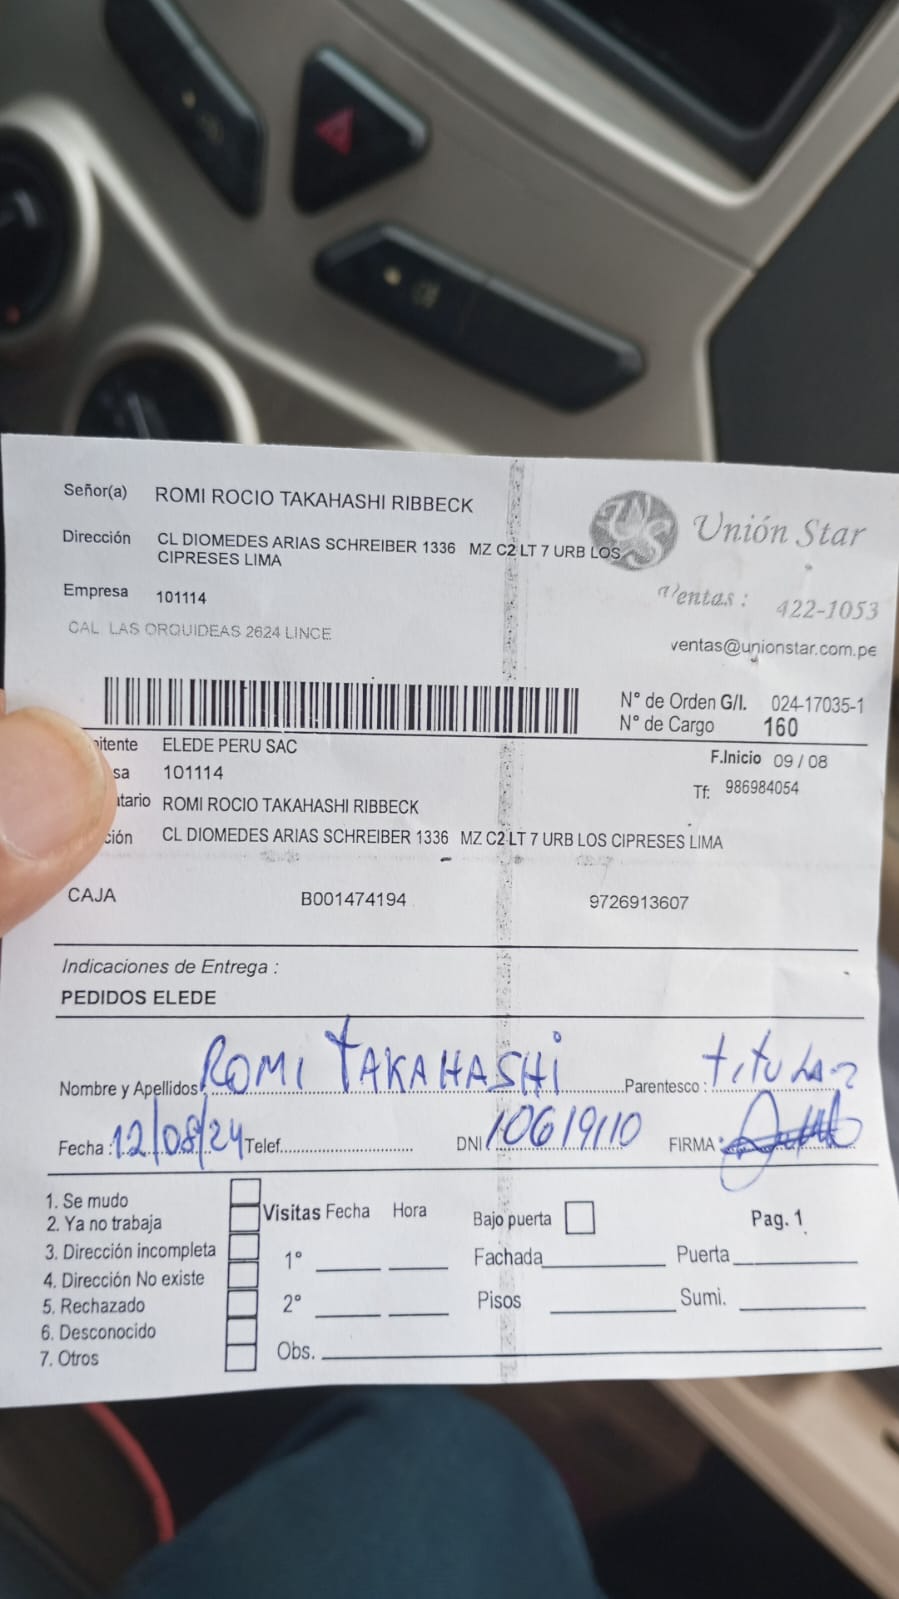 Señor(a) ROMI ROCIO TAKAHASHI RIBBECK
Unión Star
Dirección CL DIOMEDES ARIAS SCHREIBER 1336 MZ C2 LT 7 URB LOS
CIPRESES LIMA
Empresa 101114
Ventas : 422-1053
CAL LAS ORQUIDEAS 2624 LINCE
ventas@unionstar.com.pe
N° de Orden G/I. 024-17035-1
N° de Cargo 160
itente ELEDE PERU SAC
F.Inicio 09 / 08
sa 101114
Tf: 986984054
tario ROMI ROCIO TAKAHASHI RIBBECK
ción CL DIOMEDES ARIAS SCHREIBER 1336 MZ C2 LT 7 URB LOS CIPRESES LIMA
CAJA B001474194 9726913607
Indicaciones de Entrega :
PEDIDOS ELEDE
Nombre y Apellidos ROMI TAKAHASHI Parentesco : titular
Fecha : 12/08/24 Telef. DNI 10619110 FIRMA :
1. Se mudo
2. Ya no trabaja
3. Dirección incompleta
4. Dirección No existe
5. Rechazado
6. Desconocido
7. Otros
Visitas Fecha Hora
1°
2°
Obs.
Bajo puerta
Pag. 1
Fachada Puerta
Pisos Sumi.